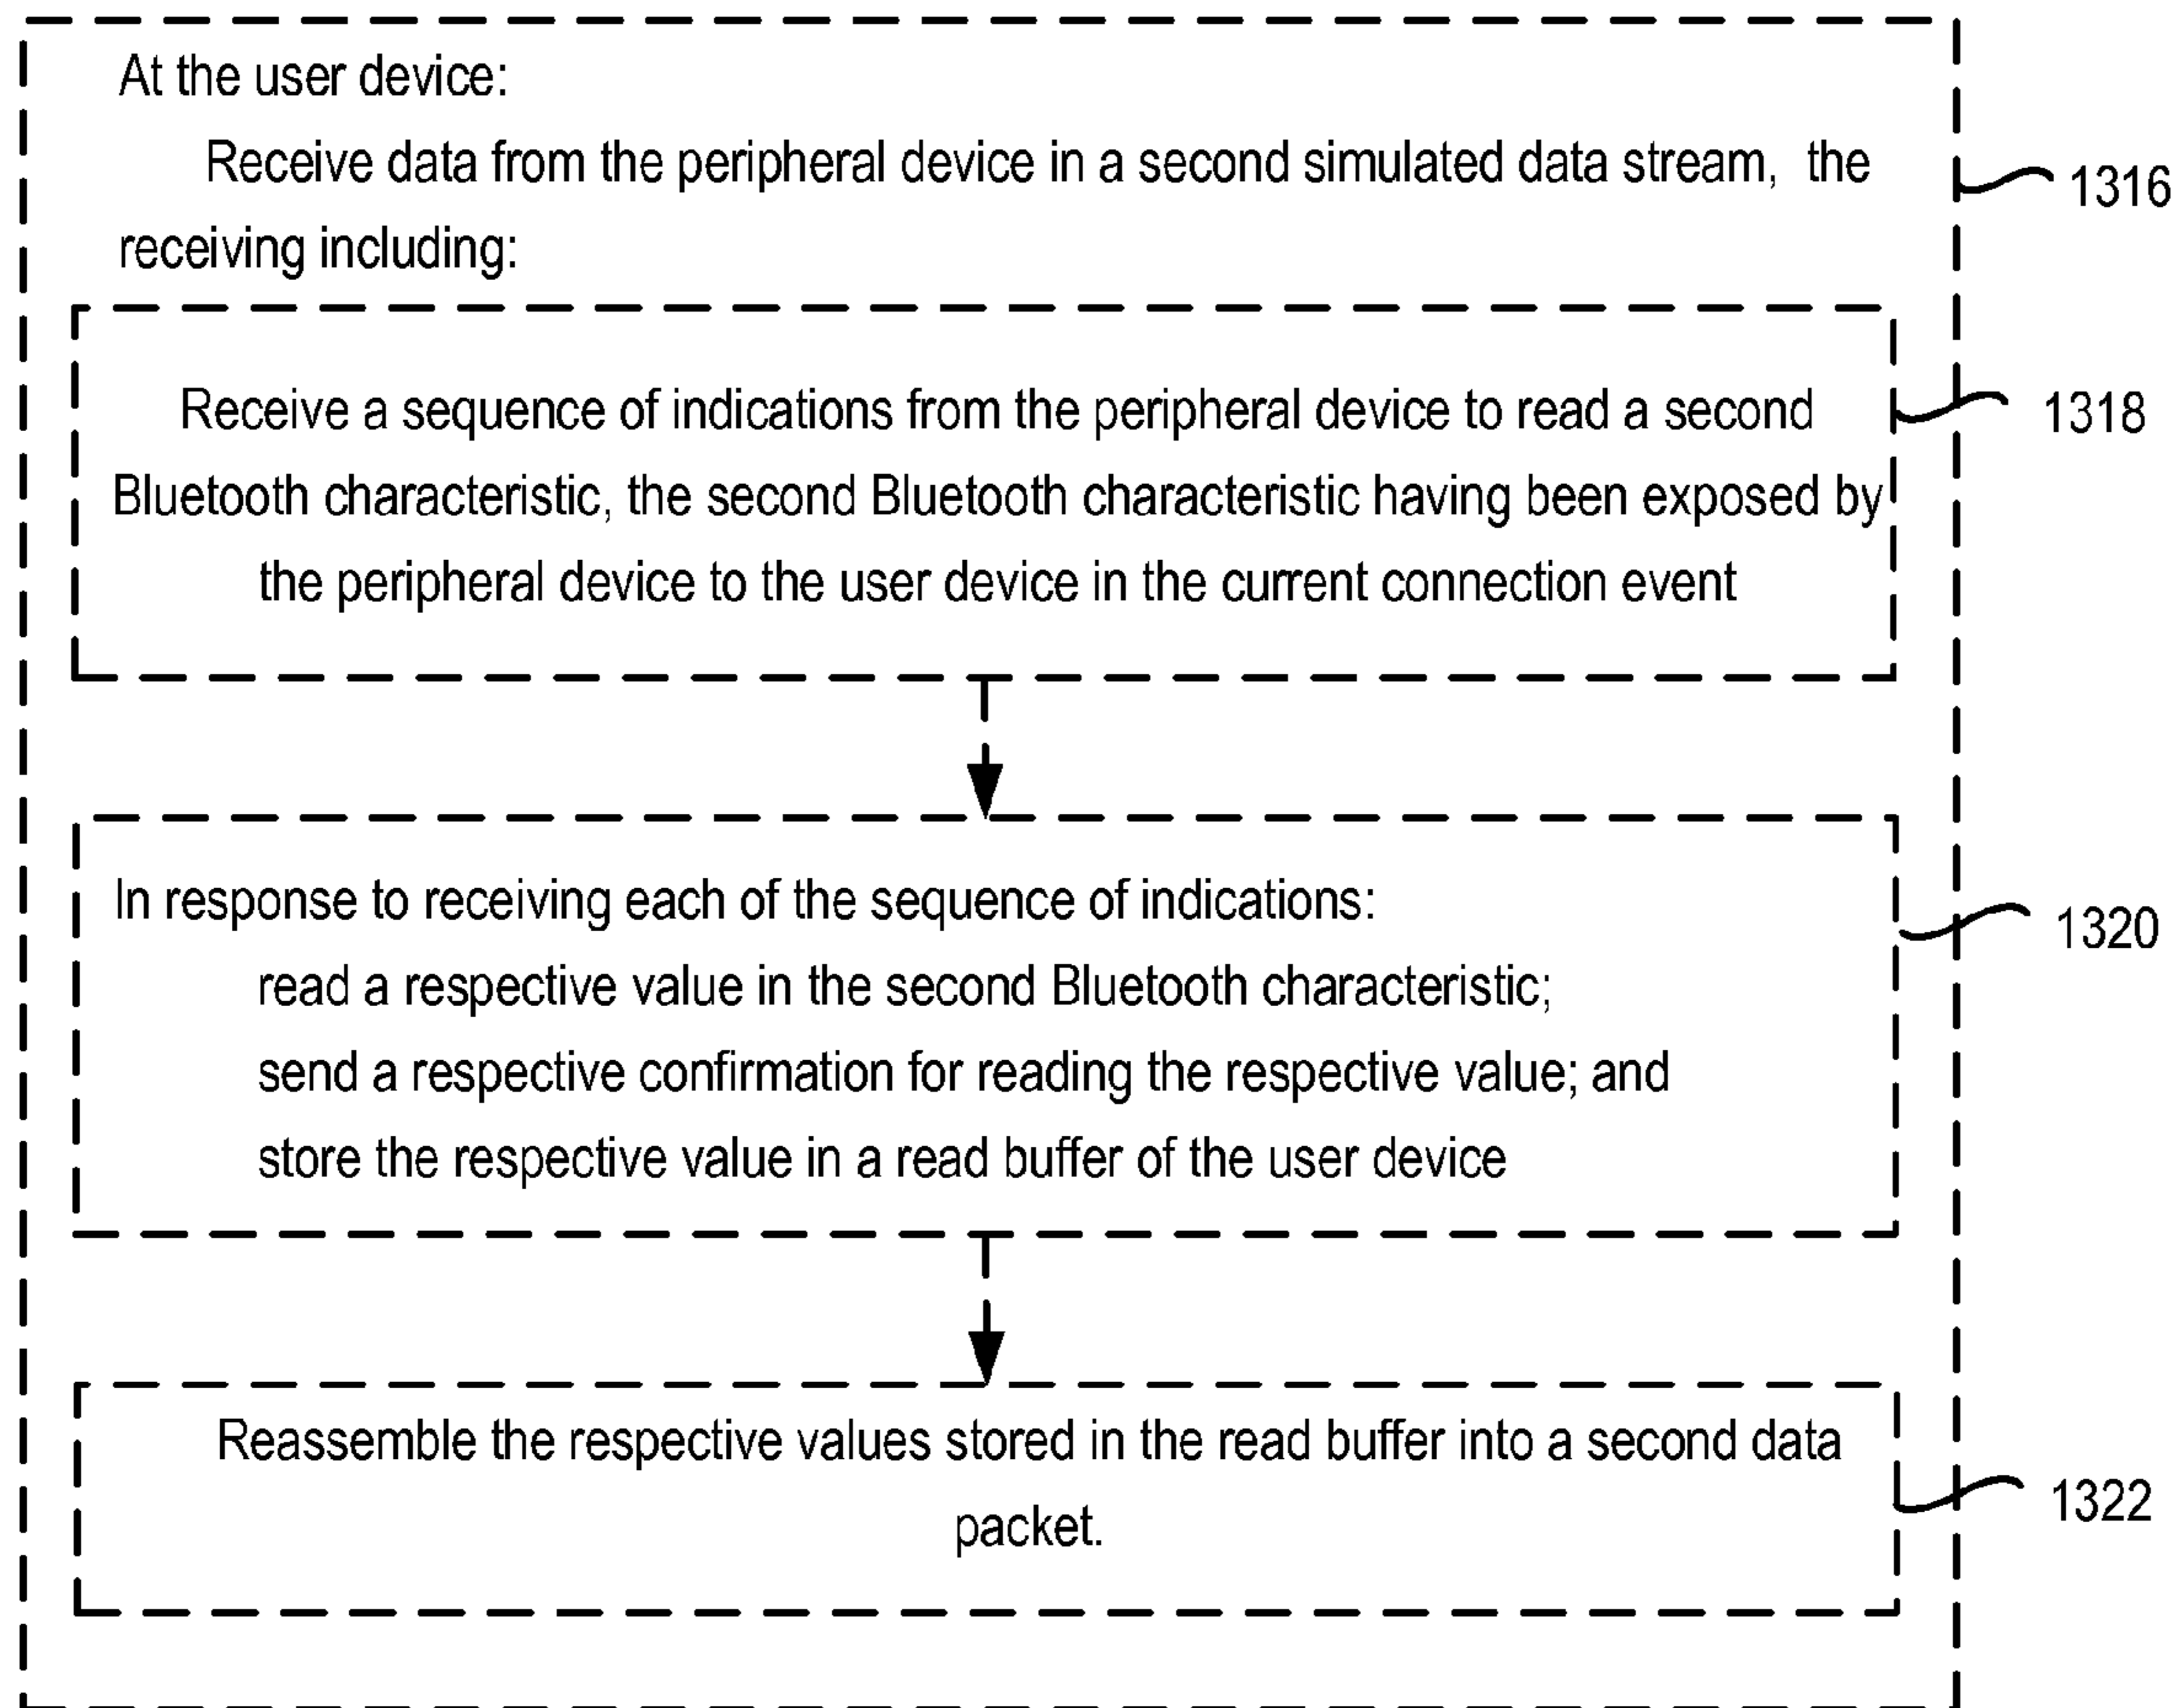 At the user device:
Receive data from the peripheral device in a second simulated data stream, the
receiving including:
1316
Receive a sequence of indications from the peripheral device to read a second
Bluetooth characteristic, the second Bluetooth characteristic having been exposed by
the peripheral device to the user device in the current connection event
1318
In response to receiving each of the sequence of indications:
read a respective value in the second Bluetooth characteristic;
send a respective confirmation for reading the respective value; and
store the respective value in a read buffer of the user device
1320
Reassemble the respective values stored in the read buffer into a second data
packet.
1322